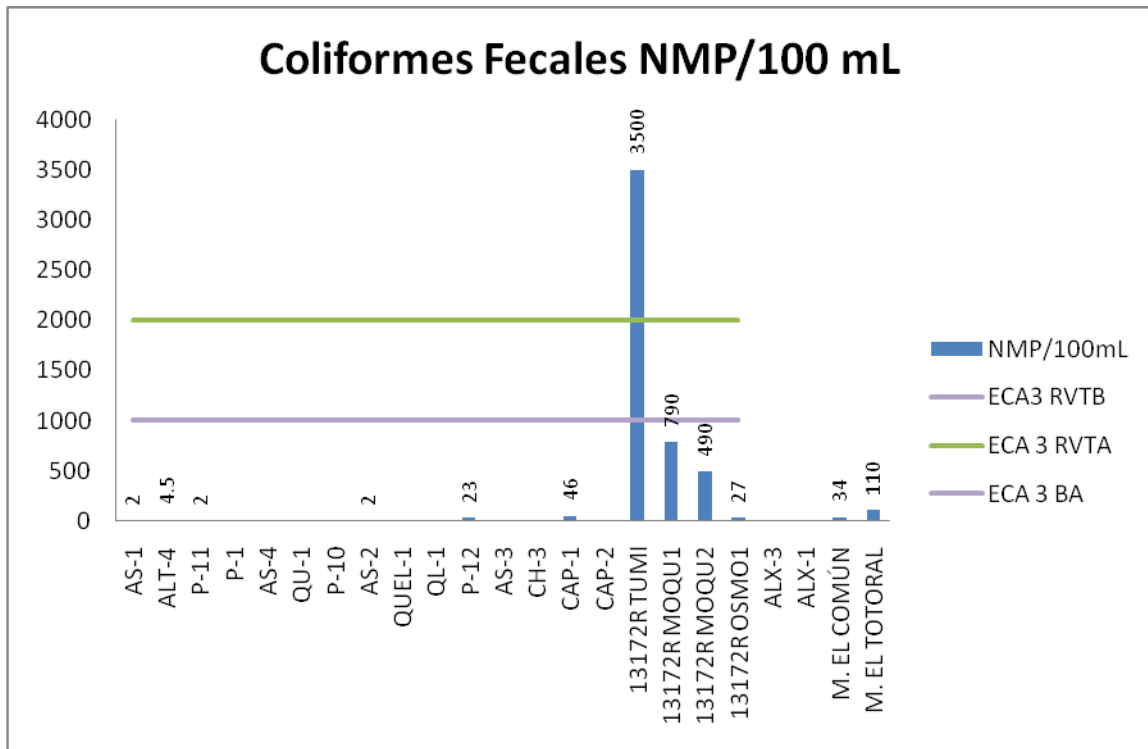 Coliformes Fecales NMP/100 mL
4000
3500
3000
2500
2000
1500
1000
500
0
2
4.5
2
2
23
46
3500
790
490
27
34
110
AS-1
ALT-4
P-11
P-1
AS-4
QU-1
P-10
AS-2
QUEL-1
QL-1
P-12
AS-3
CH-3
CAP-1
CAP-2
13172R TUMI
13172R MOQU1
13172R MOQU2
13172R OSMO1
ALX-3
ALX-1
M. EL COMÚN
M. EL TOTORAL
NMP/100mL
ECA3 RVTB
ECA 3 RVTA
ECA 3 BA